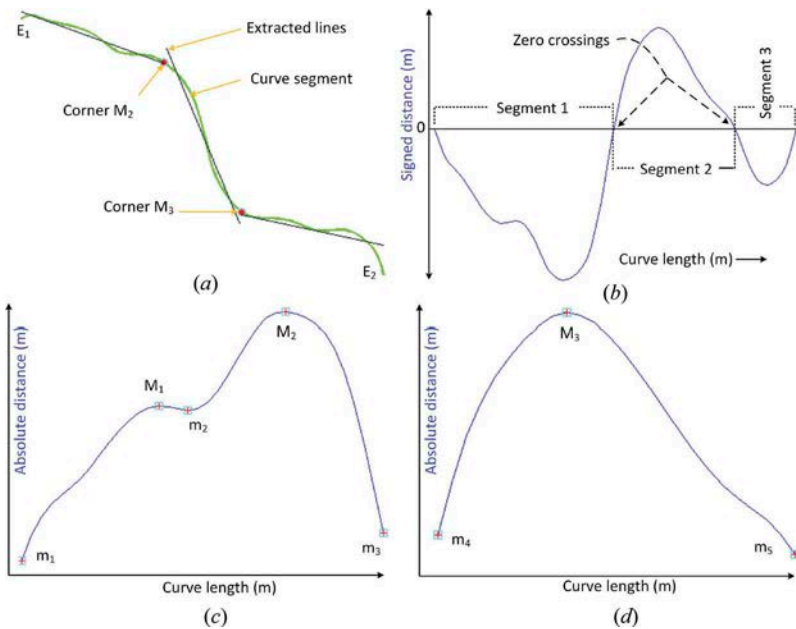 E1
Extracted lines
Curve segment
Corner M2
Corner M3
E2
(a)
Signed distance (m)
0
Zero crossings
Segment 1
Segment 2
Segment 3
Curve length (m)
(b)
Absolute distance (m)
M1
M2
m1
m2
m3
Curve length (m)
(c)
Absolute distance (m)
M3
m4
m5
Curve length (m)
(d)